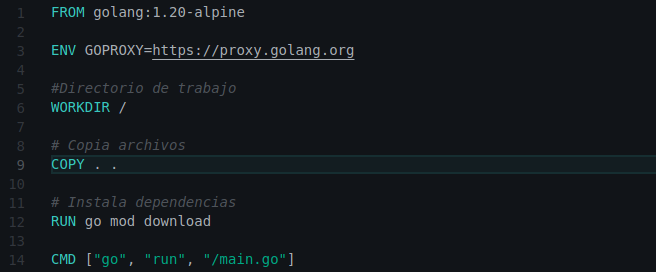 1 FROM golang:1.20-alpine
2
3 ENV GOPROXY=https://proxy.golang.org
4
5 #Directorio de trabajo
6 WORKDIR /
7
8 # Copia archivos
9 COPY . .
10
11 # Instala dependencias
12 RUN go mod download
13
14 CMD ["go", "run", "/main.go"]